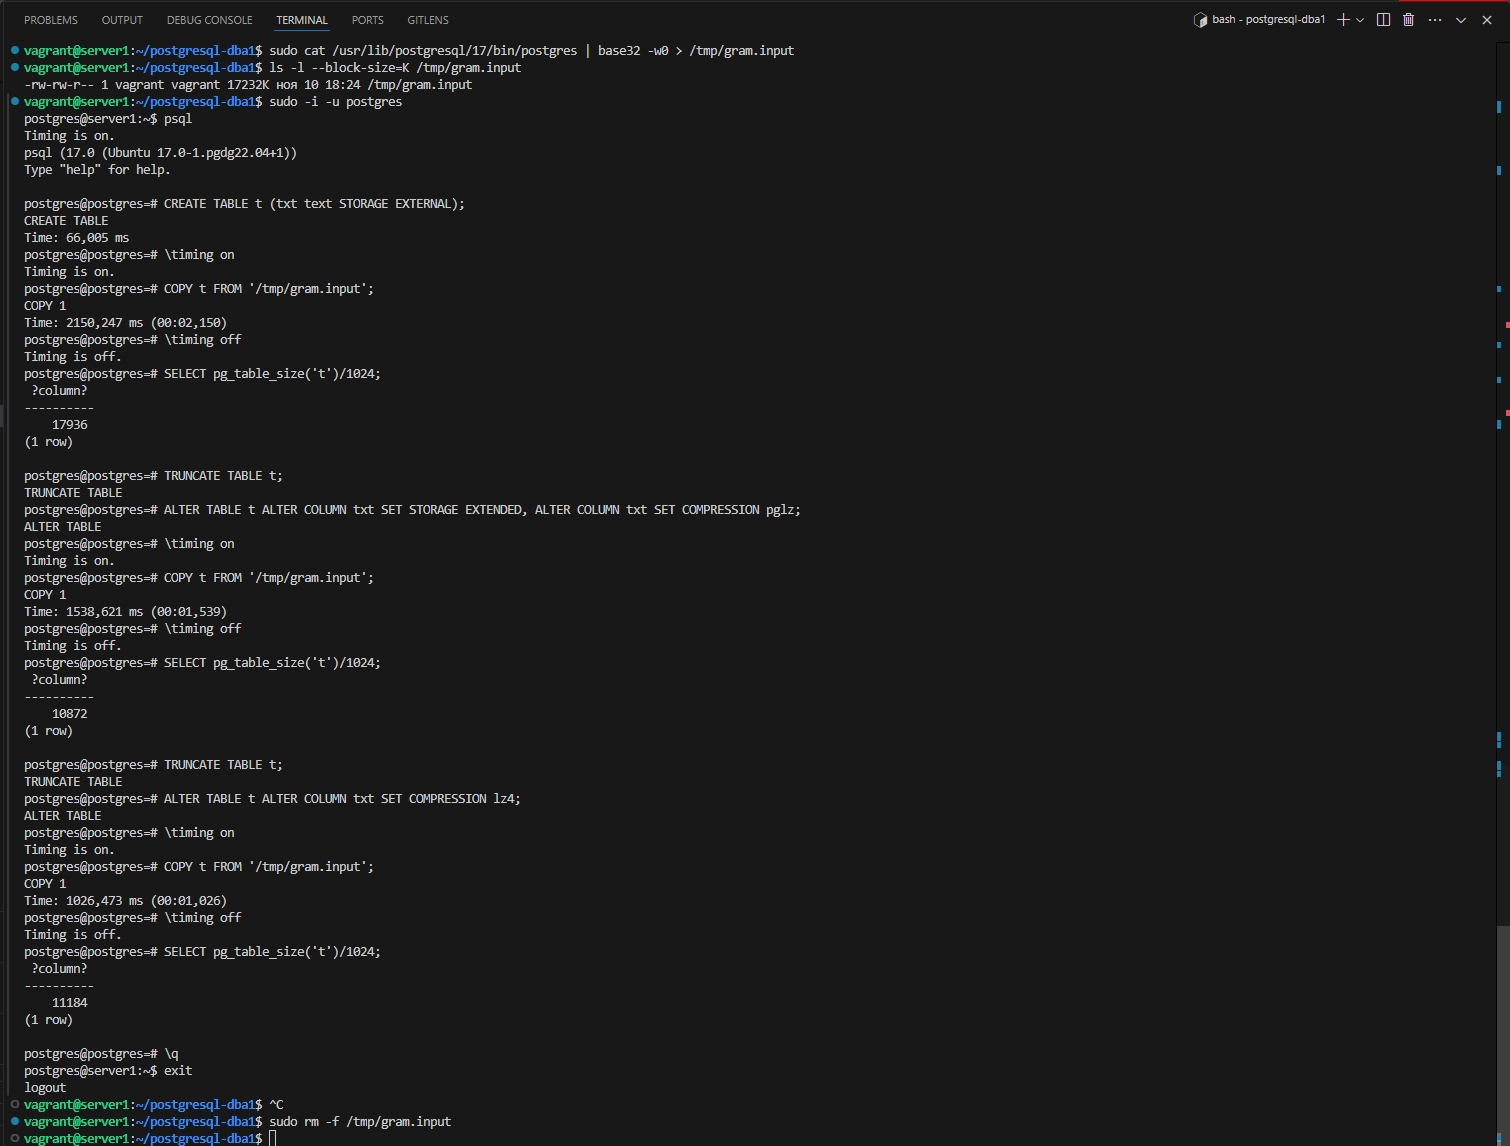 PROBLEMS OUTPUT DEBUG CONSOLE TERMINAL PORTS GITLENS bash - postgresql-dba1
vagrant@server1:~/postgresql-dba1$ sudo cat /usr/lib/postgresql/17/bin/postgres | base32 -w0 > /tmp/gram.input
vagrant@server1:~/postgresql-dba1$ ls -l --block-size=K /tmp/gram.input
-rw-rw-r-- 1 vagrant vagrant 17232K ноя 10 18:24 /tmp/gram.input
vagrant@server1:~/postgresql-dba1$ sudo -i -u postgres
postgres@server1:~$ psql
Timing is on.
psql (17.0 (Ubuntu 17.0-1.pgdg22.04+1))
Type "help" for help.
postgres@postgres=# CREATE TABLE t (txt text STORAGE EXTERNAL);
CREATE TABLE
Time: 66,005 ms
postgres@postgres=# \timing on
Timing is on.
postgres@postgres=# COPY t FROM '/tmp/gram.input';
COPY 1
Time: 2150,247 ms (00:02,150)
postgres@postgres=# \timing off
Timing is off.
postgres@postgres=# SELECT pg_table_size('t')/1024;
?column?
----------
17936
(1 row)
postgres@postgres=# TRUNCATE TABLE t;
TRUNCATE TABLE
postgres@postgres=# ALTER TABLE t ALTER COLUMN txt SET STORAGE EXTENDED, ALTER COLUMN txt SET COMPRESSION pglz;
ALTER TABLE
postgres@postgres=# \timing on
Timing is on.
postgres@postgres=# COPY t FROM '/tmp/gram.input';
COPY 1
Time: 1538,621 ms (00:01,539)
postgres@postgres=# \timing off
Timing is off.
postgres@postgres=# SELECT pg_table_size('t')/1024;
?column?
----------
10872
(1 row)
postgres@postgres=# TRUNCATE TABLE t;
TRUNCATE TABLE
postgres@postgres=# ALTER TABLE t ALTER COLUMN txt SET COMPRESSION lz4;
ALTER TABLE
postgres@postgres=# \timing on
Timing is on.
postgres@postgres=# COPY t FROM '/tmp/gram.input';
COPY 1
Time: 1026,473 ms (00:01,026)
postgres@postgres=# \timing off
Timing is off.
postgres@postgres=# SELECT pg_table_size('t')/1024;
?column?
----------
11184
(1 row)
postgres@postgres=# \q
postgres@server1:~$ exit
logout
vagrant@server1:~/postgresql-dba1$ ^C
vagrant@server1:~/postgresql-dba1$ sudo rm -f /tmp/gram.input
vagrant@server1:~/postgresql-dba1$